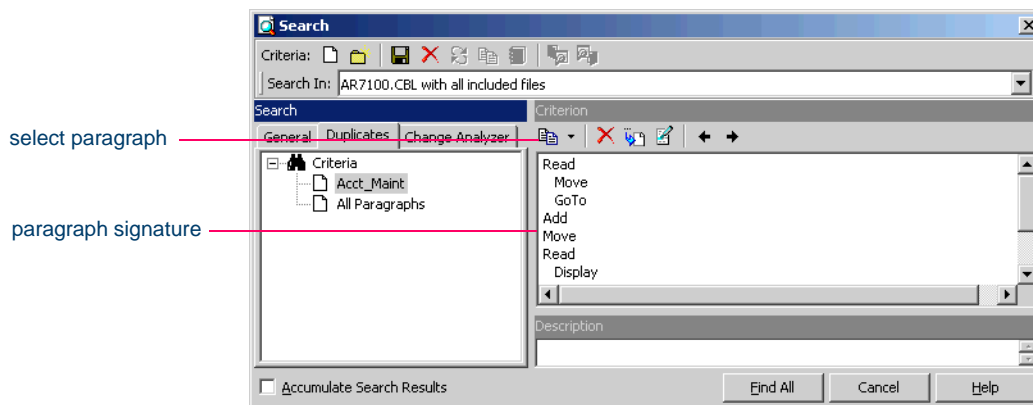 Search
Criteria:
Search In: AR7100.CBL with all included files
Search
Criterion
select paragraph
General Duplicates Change Analyzer
Criteria
Acct_Maint
All Paragraphs
paragraph signature
Read
Move
GoTo
Add
Move
Read
Display
Description
Accumulate Search Results
Find All
Cancel
Help